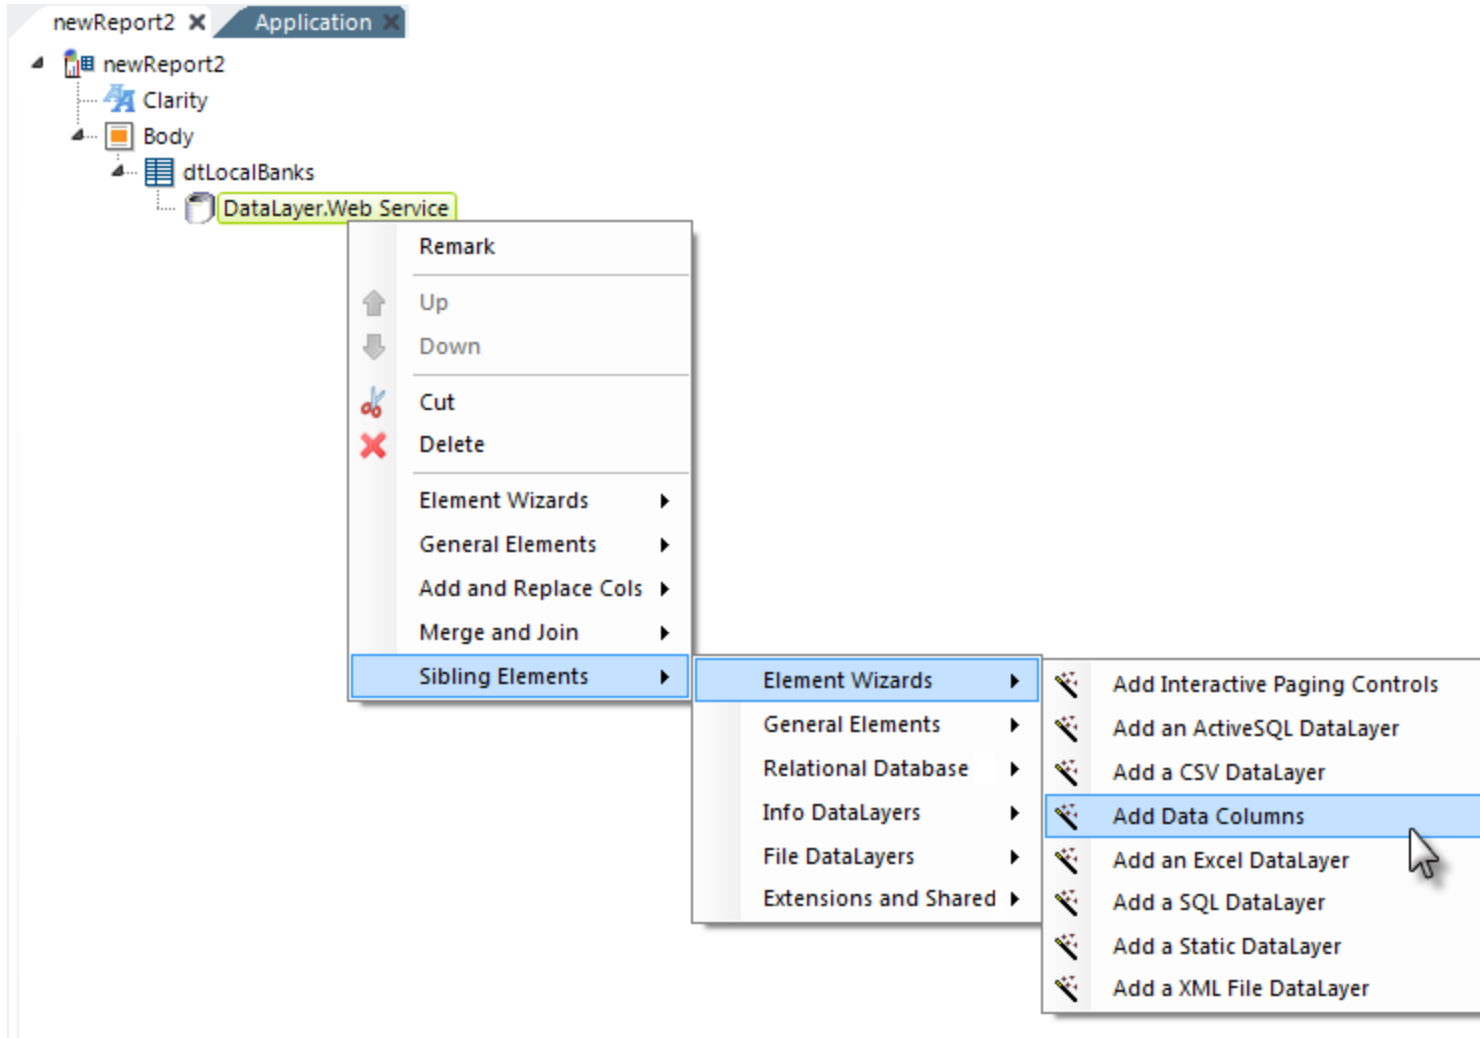 newReport2
Application
newReport2
Clarity
Body
dtLocalBanks
DataLayer.Web Service
Remark
Up
Down
Cut
Delete
Element Wizards
General Elements
Add and Replace Cols
Merge and Join
Sibling Elements
Element Wizards
General Elements
Relational Database
Info DataLayers
File DataLayers
Extensions and Shared
Add Interactive Paging Controls
Add an ActiveSQL DataLayer
Add a CSV DataLayer
Add Data Columns
Add an Excel DataLayer
Add a SQL DataLayer
Add a Static DataLayer
Add a XML File DataLayer